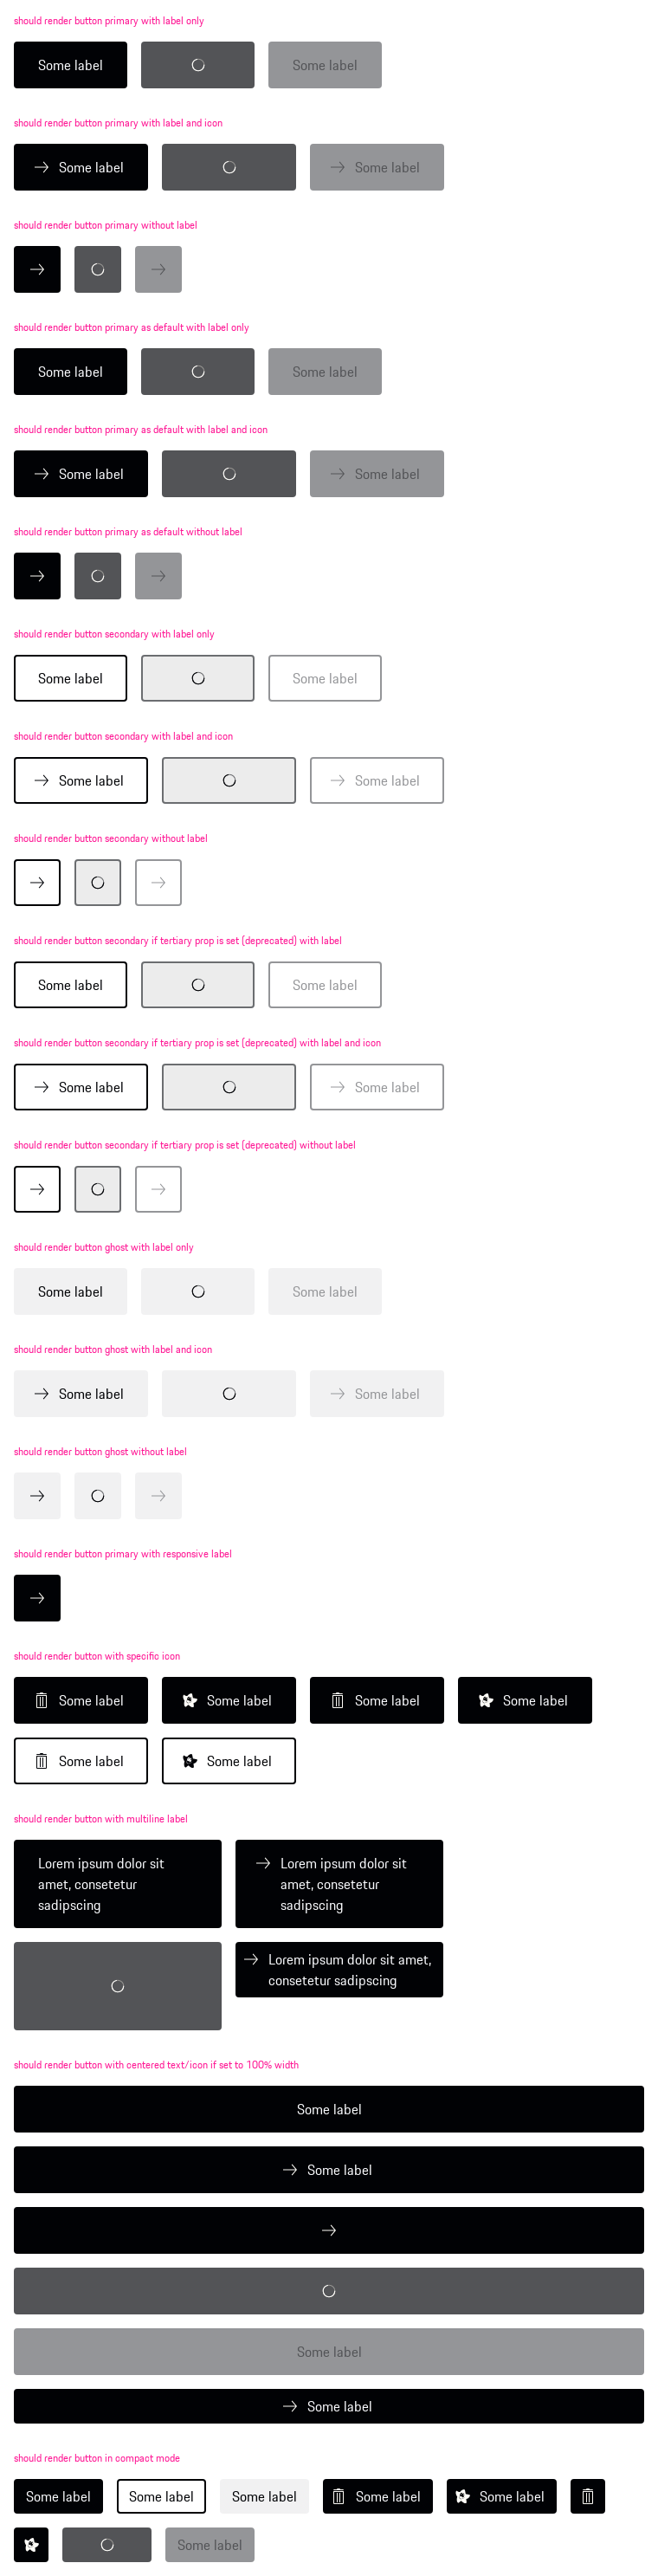 should render button primary with label only
Some label Some label
should render button primary with label and icon
Some label Some label
should render button primary without label
should render button primary as default with label only
Some label Some label
should render button primary as default with label and icon
Some label Some label
should render button primary as default without label
should render button secondary with label only
Some label Some label
should render button secondary with label and icon
Some label Some label
should render button secondary without label
should render button secondary if tertiary prop is set (deprecated) with label
Some label Some label
should render button secondary if tertiary prop is set (deprecated) with label and icon
Some label Some label
should render button secondary if tertiary prop is set (deprecated) without label
should render button ghost with label only
Some label Some label
should render button ghost with label and icon
Some label Some label
should render button ghost without label
should render button primary with responsive label
should render button with specific icon
Some label Some label Some label Some label
Some label Some label
should render button with multiline label
Lorem ipsum dolor sit
amet, consetetur
sadipscing
Lorem ipsum dolor sit
amet, consetetur
sadipscing
Lorem ipsum dolor sit amet,
consetetur sadipscing
should render button with centered text/icon if set to 100% width
Some label
Some label
Some label
Some label
should render button in compact mode
Some label Some label Some label Some label Some label
Some label